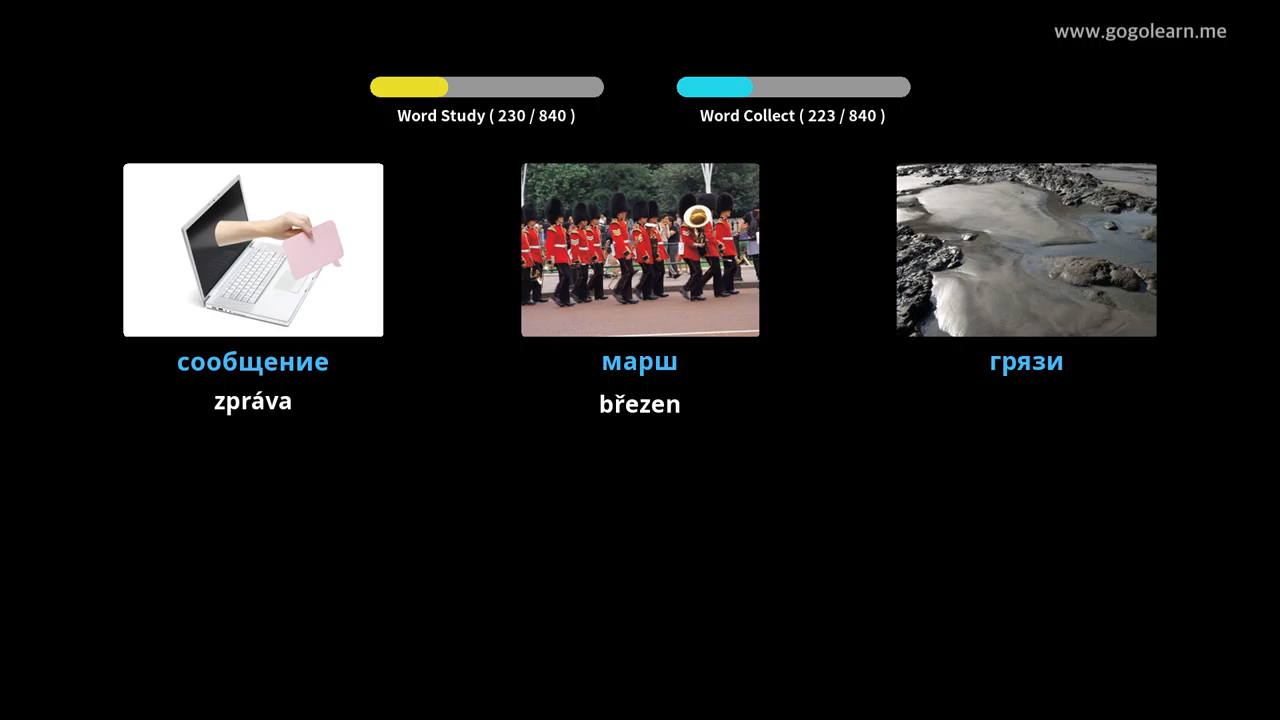 www.gogolearn.me
Word Study ( 230 / 840 )
Word Collect ( 223 / 840 )
сообщение
zpráva
марш
březen
грязи